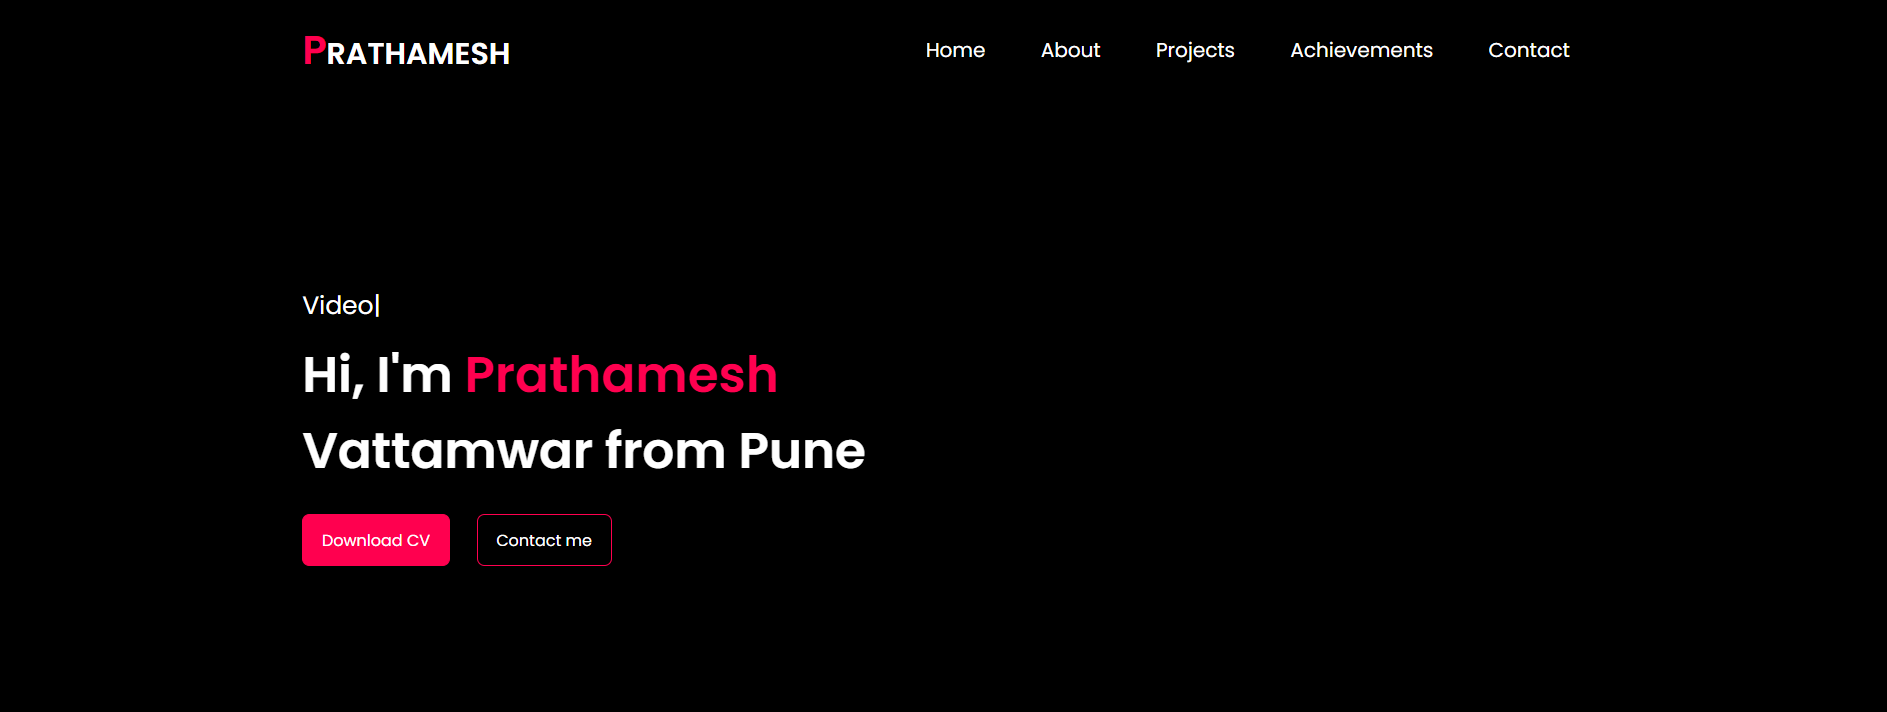 PRATHAMESH
Home About Projects Achievements Contact
Video|
Hi, I'm Prathamesh
Vattamwar from Pune
Download CV Contact me